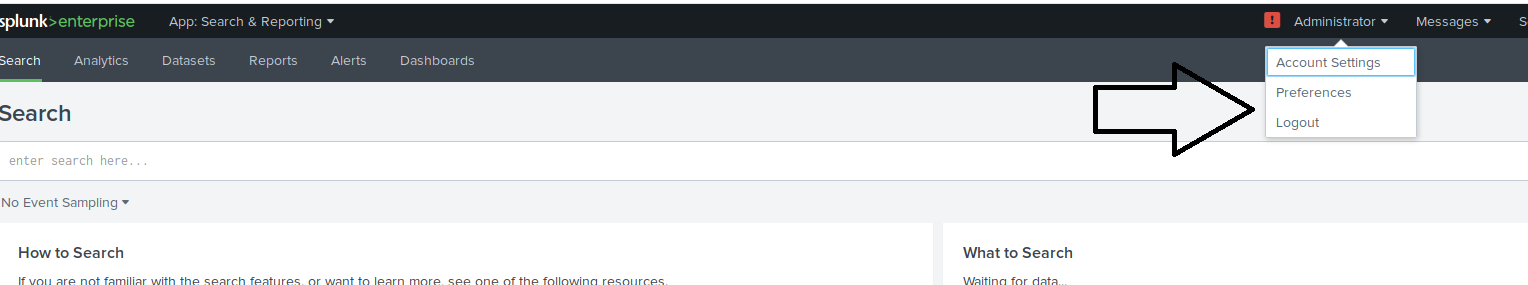 splunk>enterprise App: Search & Reporting ! Administrator Messages
Search Analytics Datasets Reports Alerts Dashboards
Account Settings
Preferences
Logout
Search
enter search here...
No Event Sampling
How to Search
If you are not familiar with the search features, or want to learn more, see one of the following resources.
What to Search
Waiting for data...